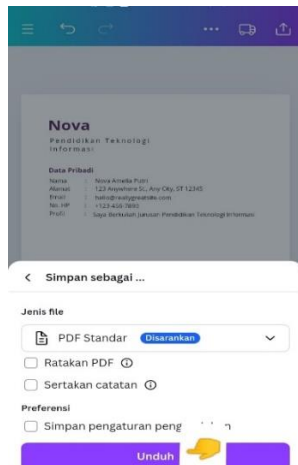 Nova
Pendidikan Teknologi
Informasi
Data Pribadi
Nama : Nova Amelia Putri
Alamat : 123 Anywhere St., Any City, ST 12345
Email : hello@reallygreatsite.com
No. HP : +123-456-7890
Profil : Saya Berkuliah Jurusan Pendidikan Teknologi Informasi
Simpan sebagai ...
Jenis file
PDF Standar Disarankan
Ratakan PDF
Sertakan catatan
Preferensi
Simpan pengaturan
Unduh